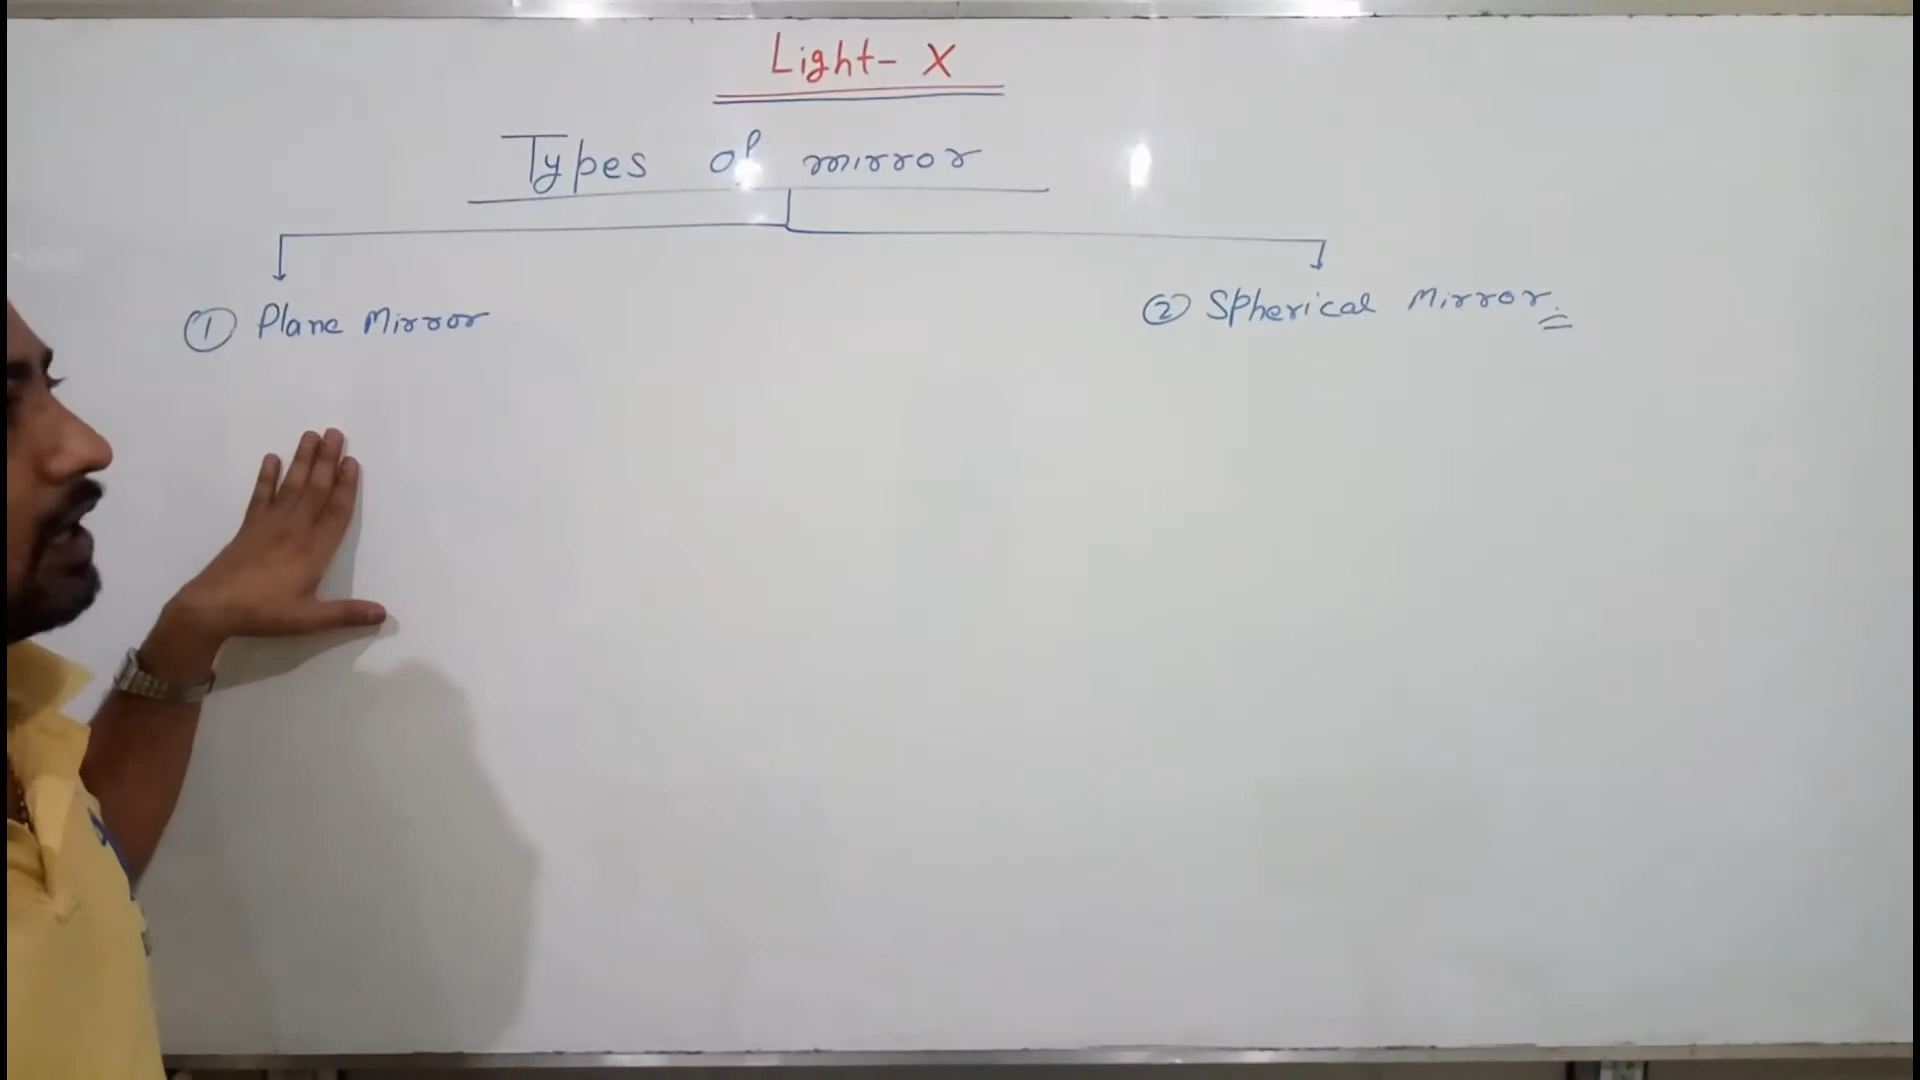 Light- X
Types of mirror
① Plane Mirror
② Spherical Mirror.